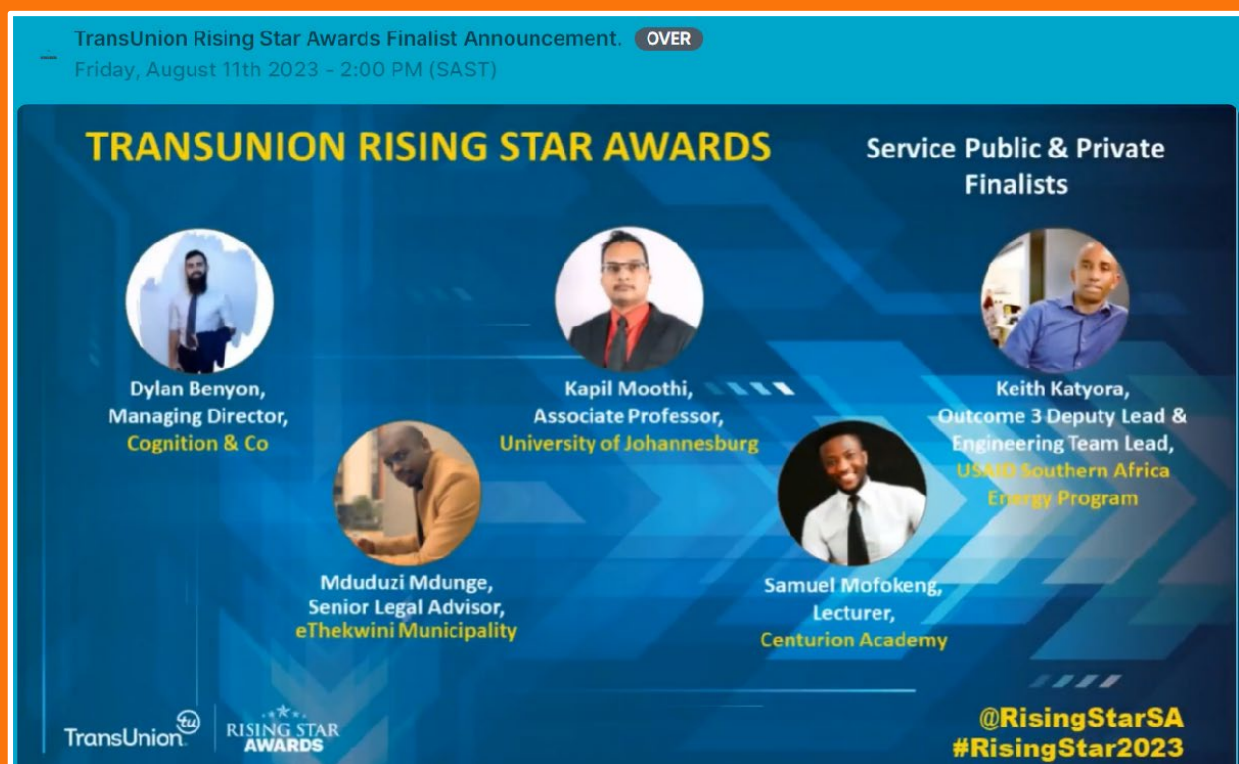 TransUnion Rising Star Awards Finalist Announcement. OVER
Friday, August 11th 2023 - 2:00 PM (SAST)
TRANSUNION RISING STAR AWARDS
Service Public & Private
Finalists
Dylan Benyon,
Managing Director,
Cognition & Co
Kapil Moothi,
Associate Professor,
University of Johannesburg
Keith Katyora,
Outcome 3 Deputy Lead &
Engineering Team Lead,
USAID Southern Africa
Energy Program
Mduduzi Mdunge,
Senior Legal Advisor,
eThekwini Municipality
Samuel Mofokeng,
Lecturer,
Centurion Academy
TransUnion tu
RISING STAR
AWARDS
@RisingStarSA
#RisingStar2023